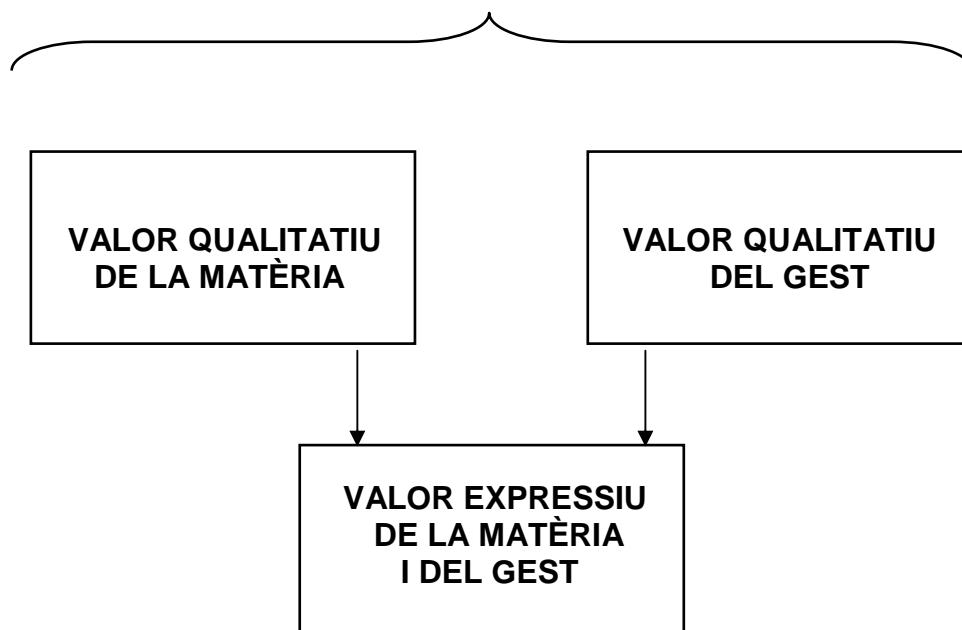 VALOR QUALITATIU
DE LA MATÈRIA
VALOR QUALITATIU
DEL GEST
VALOR EXPRESSIU
DE LA MATÈRIA
I DEL GEST